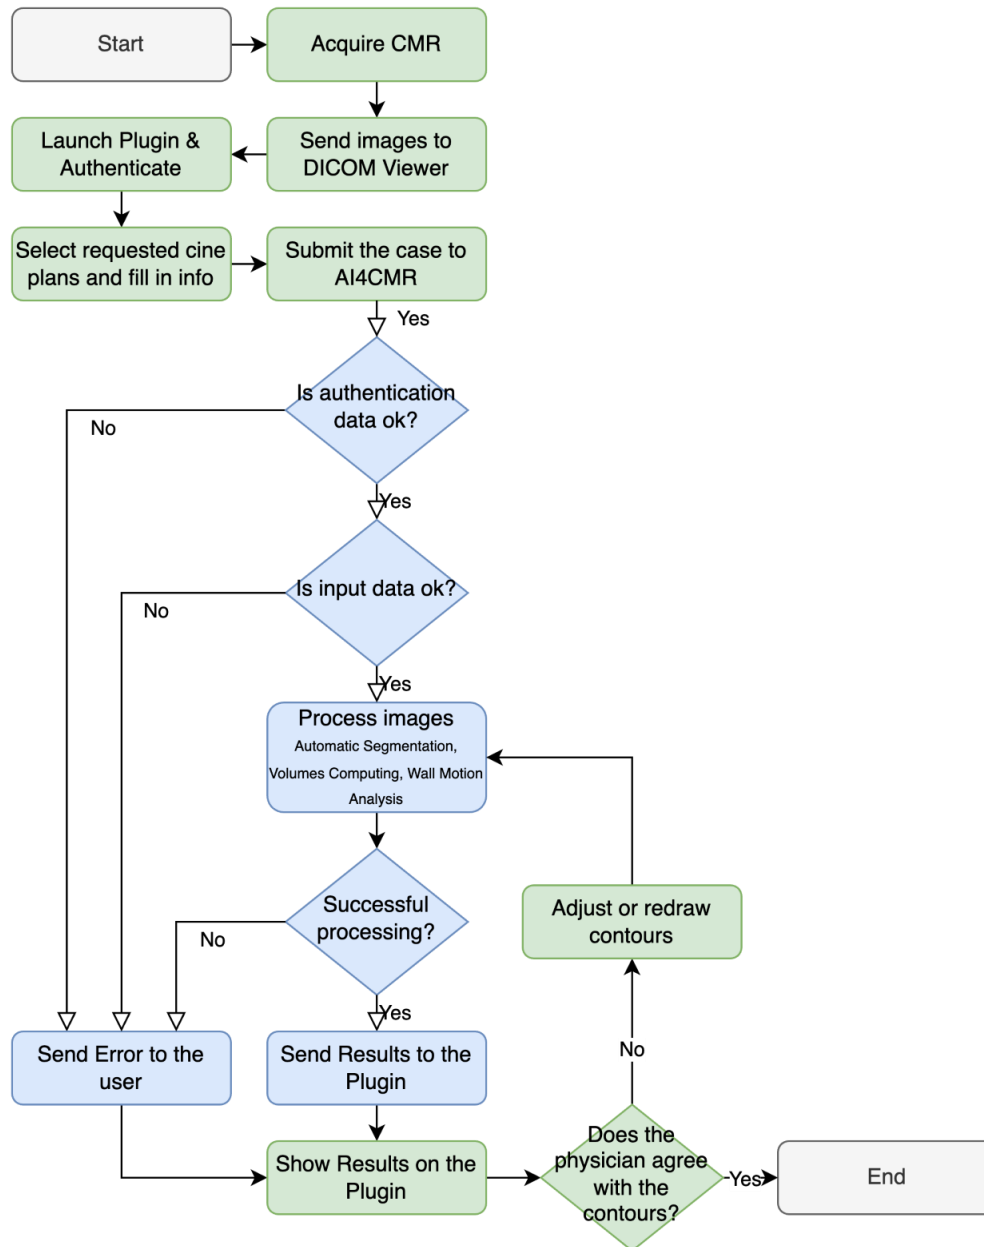 Start
Acquire CMR
Launch Plugin &
Authenticate
Send images to
DICOM Viewer
Select requested cine
plans and fill in info
Submit the case to
AI4CMR
Yes
Is authentication
data ok?
No
Yes
Is input data ok?
No
Yes
Process images
Automatic Segmentation,
Volumes Computing, Wall Motion
Analysis
Successful
processing?
No
Adjust or redraw
contours
Yes
Send Error to the
user
Send Results to the
Plugin
No
Show Results on the
Plugin
Does the
physician agree
with the
contours?
Yes
End